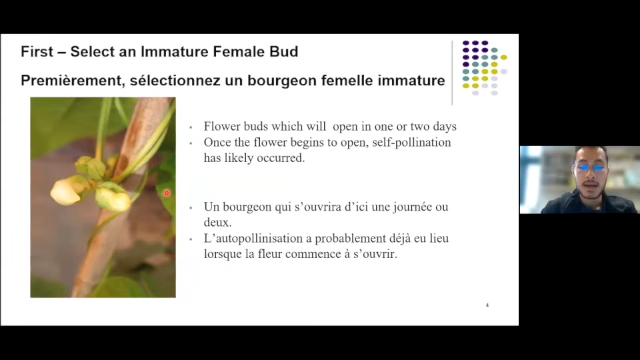 First – Select an Immature Female Bud
Premièrement, sélectionnez un bourgeon femelle immature
• Flower buds which will open in one or two days
• Once the flower begins to open, self-pollination
has likely occurred.
• Un bourgeon qui s’ouvrira d’ici une journée ou
deux.
• L’autopollinisation a probablement déjà eu lieu
lorsque la fleur commence à s’ouvrir.
4